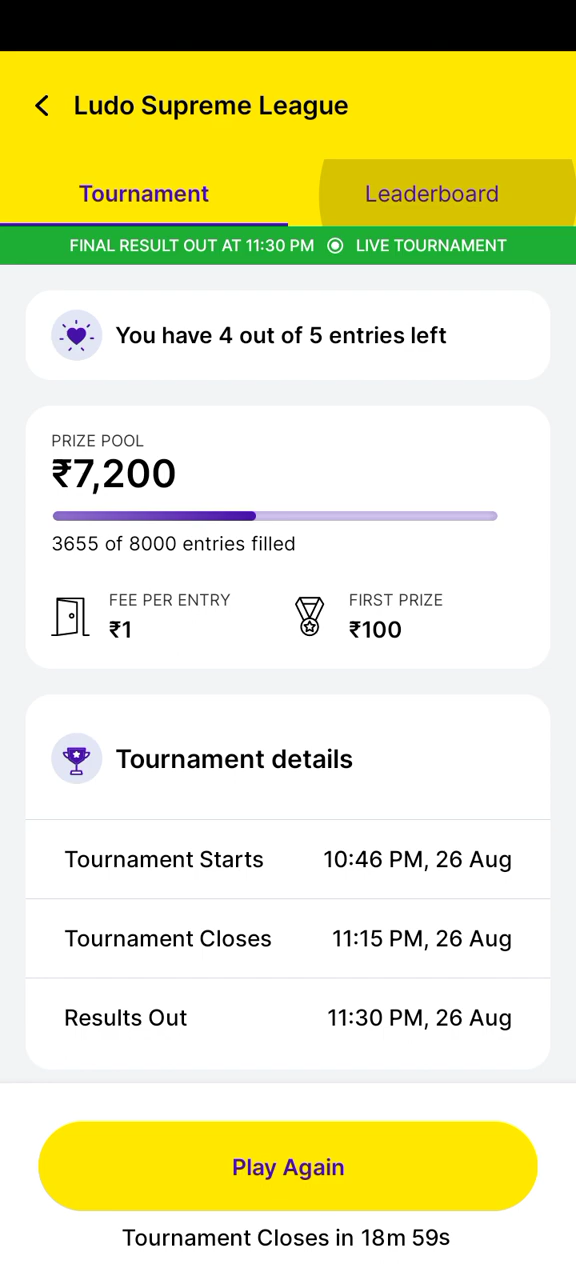 Ludo Supreme League
Tournament
Leaderboard
FINAL RESULT OUT AT 11:30 PM LIVE TOURNAMENT
You have 4 out of 5 entries left
PRIZE POOL
₹7,200
3655 of 8000 entries filled
FEE PER ENTRY
₹1
FIRST PRIZE
₹100
Tournament details
Tournament Starts 10:46 PM, 26 Aug
Tournament Closes 11:15 PM, 26 Aug
Results Out 11:30 PM, 26 Aug
Play Again
Tournament Closes in 18m 59s